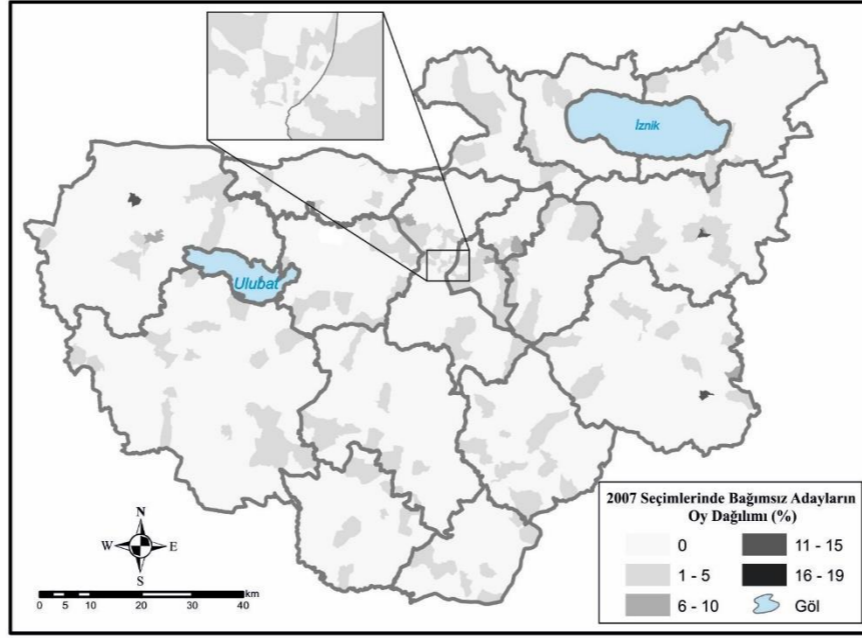 İznik
Ulubat
2007 Seçimlerinde Bağımsız Adayların
Oy Dağılımı (%)
0
11 - 15
1 - 5
16 - 19
6 - 10
Göl
N
W
E
S
km
0 5 10 20 30 40